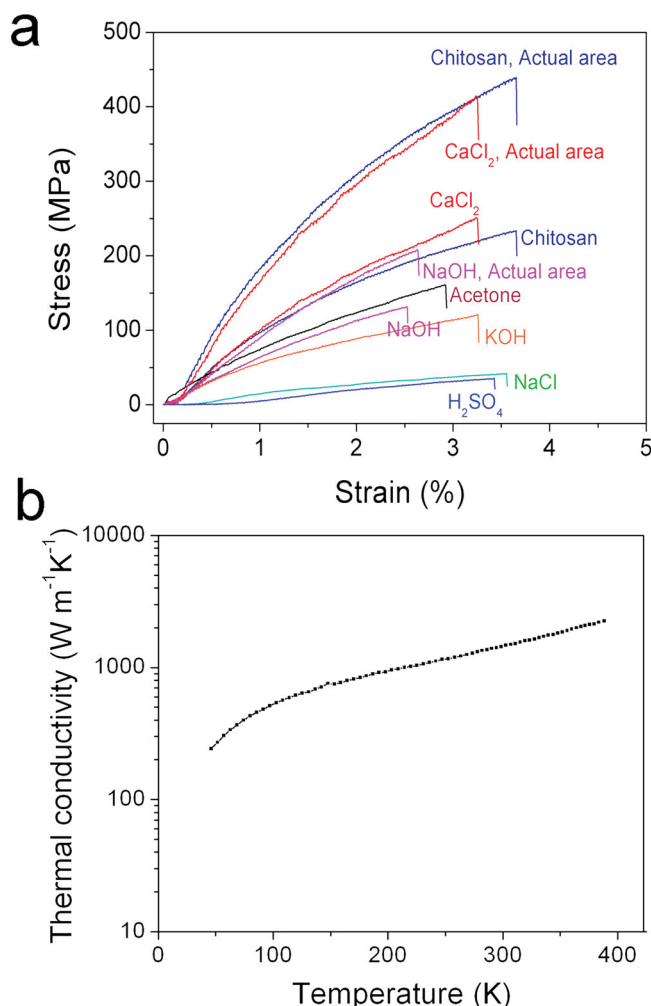 a
500
400
300
200
100
0
Stress (MPa)
Chitosan, Actual area
CaCl₂, Actual area
CaCl₂
Chitosan
NaOH, Actual area
Acetone
NaOH
KOH
NaCl
H₂SO₄
0 1 2 3 4 5
Strain (%)
b
10000
1000
100
10
Thermal conductivity (W m⁻¹K⁻¹)
0 100 200 300 400
Temperature (K)